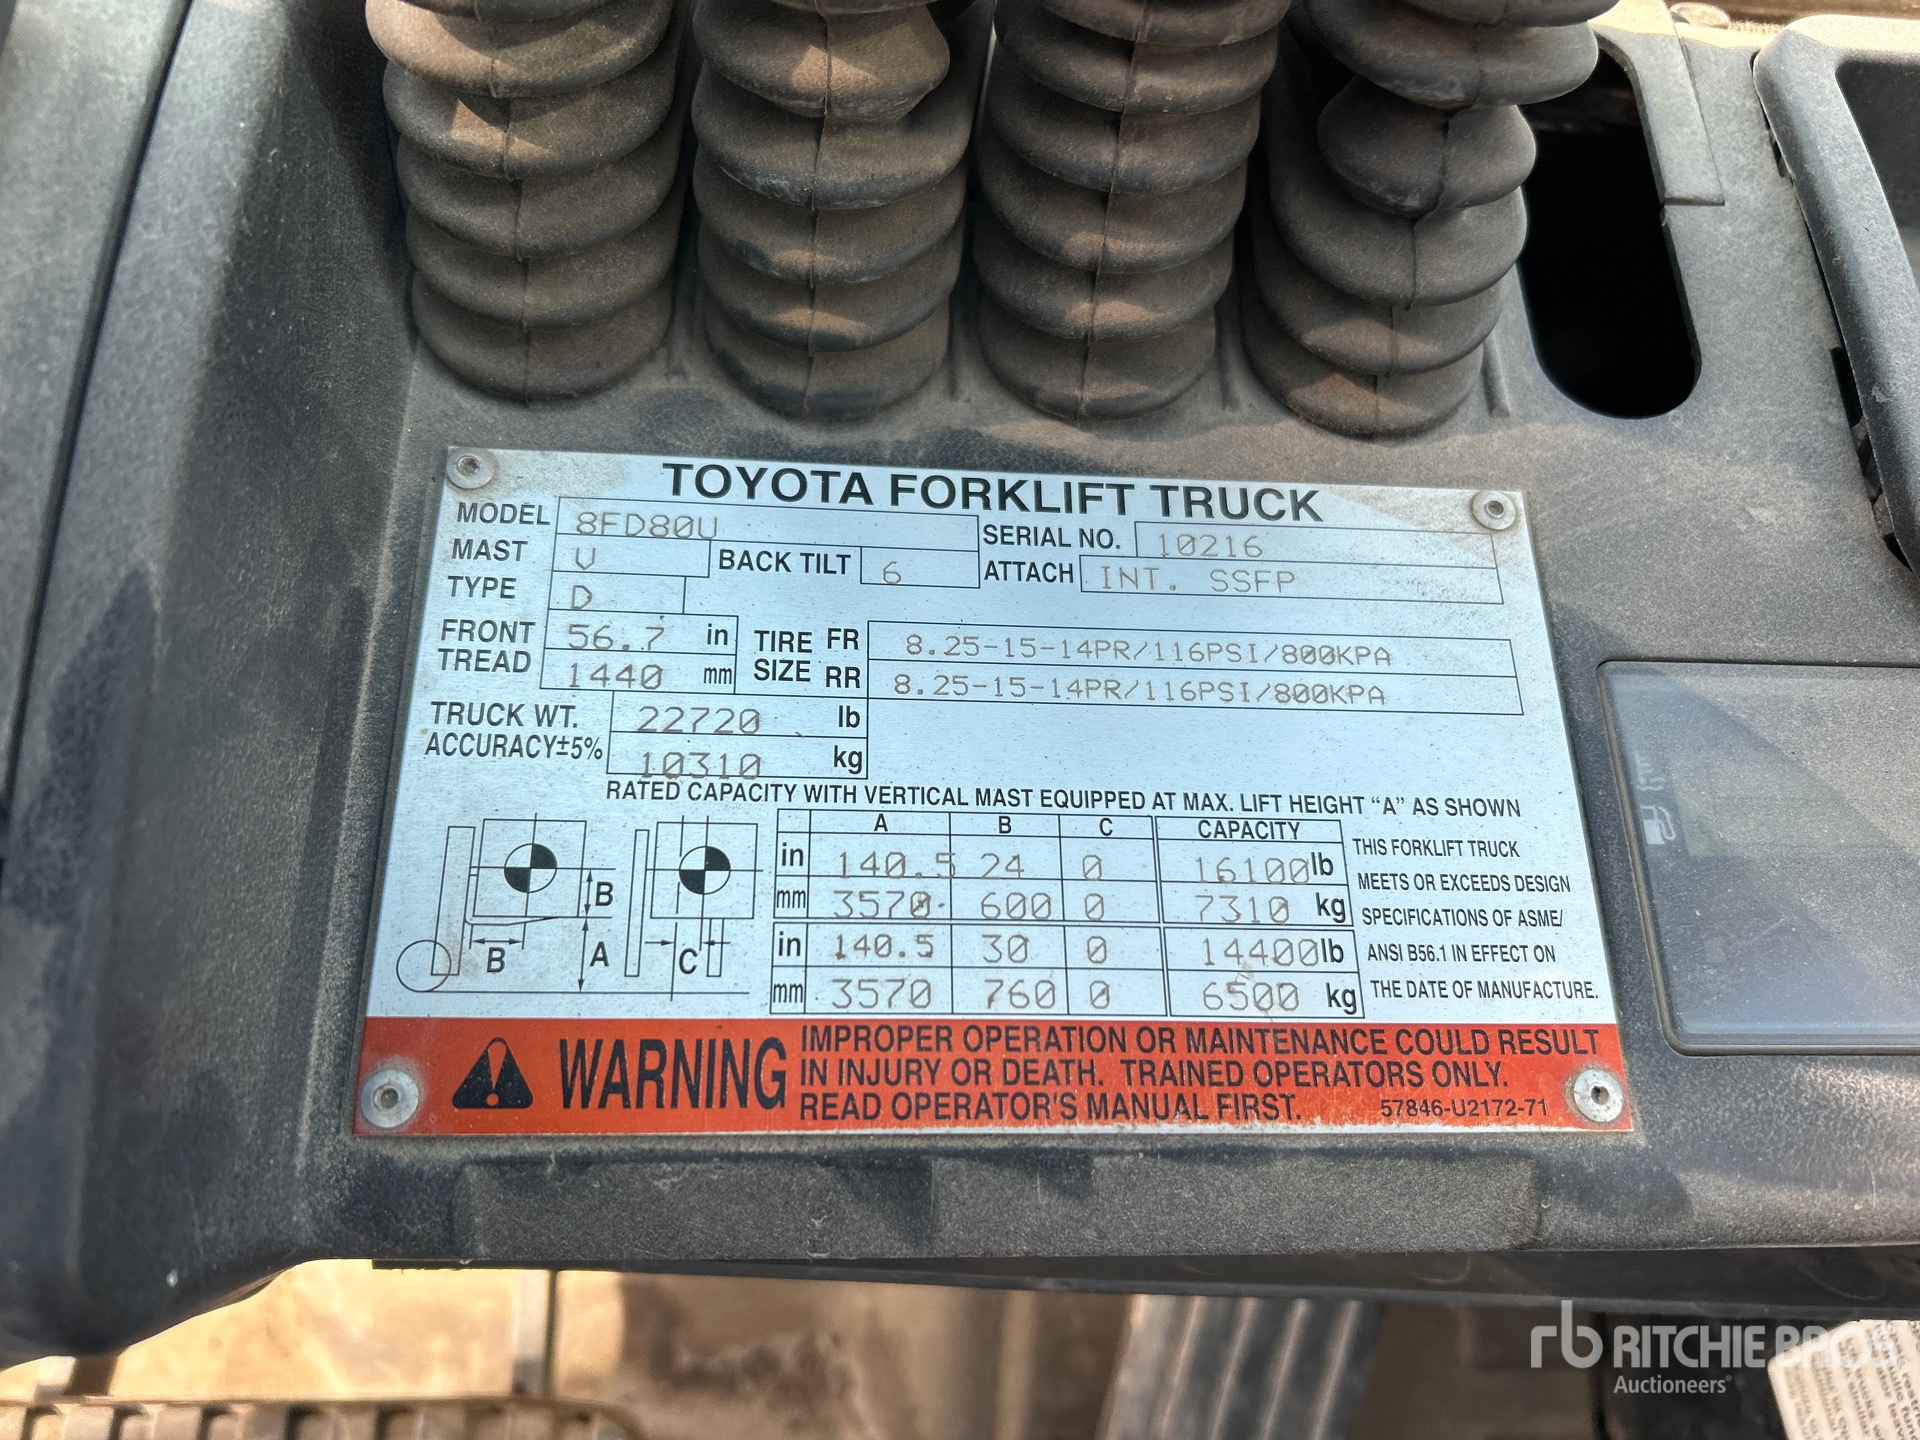 TOYOTA FORKLIFT TRUCK
MODEL 8FD80U SERIAL NO. 10216
MAST V BACK TILT 6 ATTACH INT. SSFP
TYPE D
FRONT TREAD 56.7 in TIRE SIZE FR 8.25-15-14PR/116PSI/800KPA
1440 mm RR 8.25-15-14PR/116PSI/800KPA
TRUCK WT. 22720 lb
ACCURACY±5% 10310 kg
RATED CAPACITY WITH VERTICAL MAST EQUIPPED AT MAX. LIFT HEIGHT “A” AS SHOWN
A B C CAPACITY
in 140.5 24 0 16100lb
mm 3570 600 0 7310 kg
in 140.5 30 0 14400lb
mm 3570 760 0 6500 kg
B
B
A
C
THIS FORKLIFT TRUCK
MEETS OR EXCEEDS DESIGN
SPECIFICATIONS OF ASME/
ANSI B56.1 IN EFFECT ON
THE DATE OF MANUFACTURE.
WARNING
IMPROPER OPERATION OR MAINTENANCE COULD RESULT
IN INJURY OR DEATH. TRAINED OPERATORS ONLY.
READ OPERATOR'S MANUAL FIRST. 57846-U2172-71
rb RITCHIE BROS.
Auctioneers